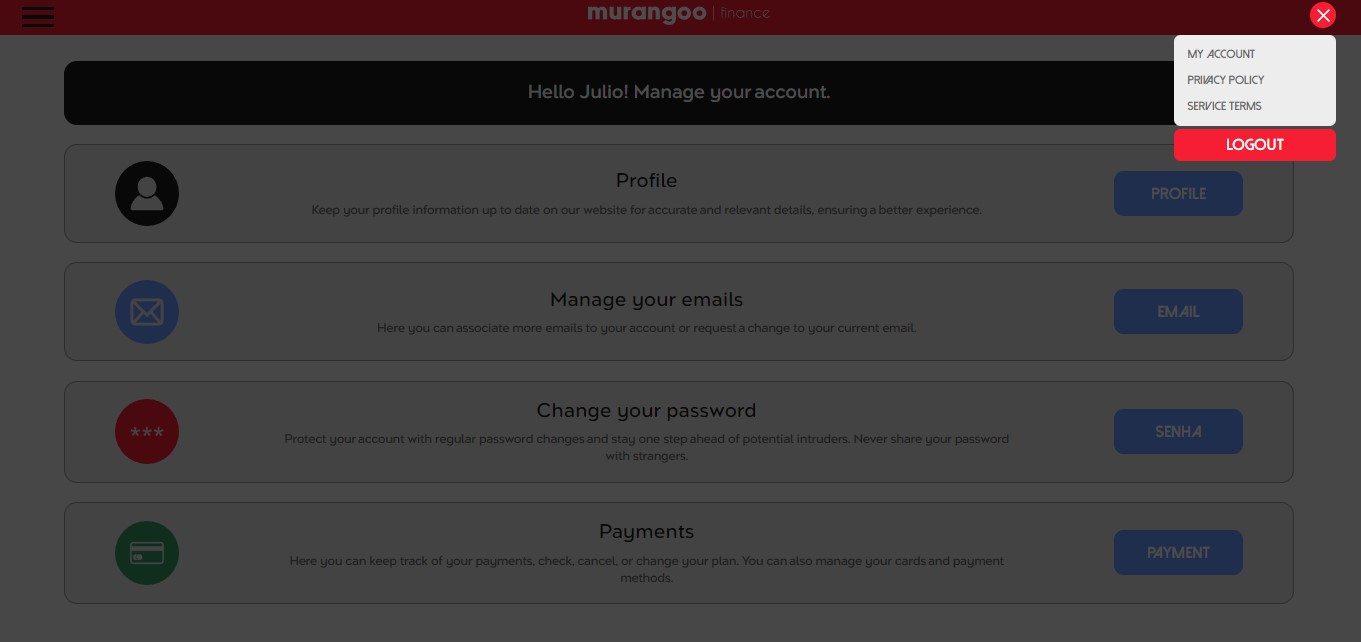 murangoo | finance
MY ACCOUNT
PRIVACY POLICY
SERVICE TERMS
LOGOUT
Hello Julio! Manage your account.
Profile
Keep your profile information up to date on our website for accurate and relevant details, ensuring a better experience.
PROFILE
Manage your emails
Here you can associate more emails to your account or request a change to your current email.
EMAIL
***
Change your password
Protect your account with regular password changes and stay one step ahead of potential intruders. Never share your password
with strangers.
SENHA
Payments
Here you can keep track of your payments, check, cancel, or change your plan. You can also manage your cards and payment
methods.
PAYMENT